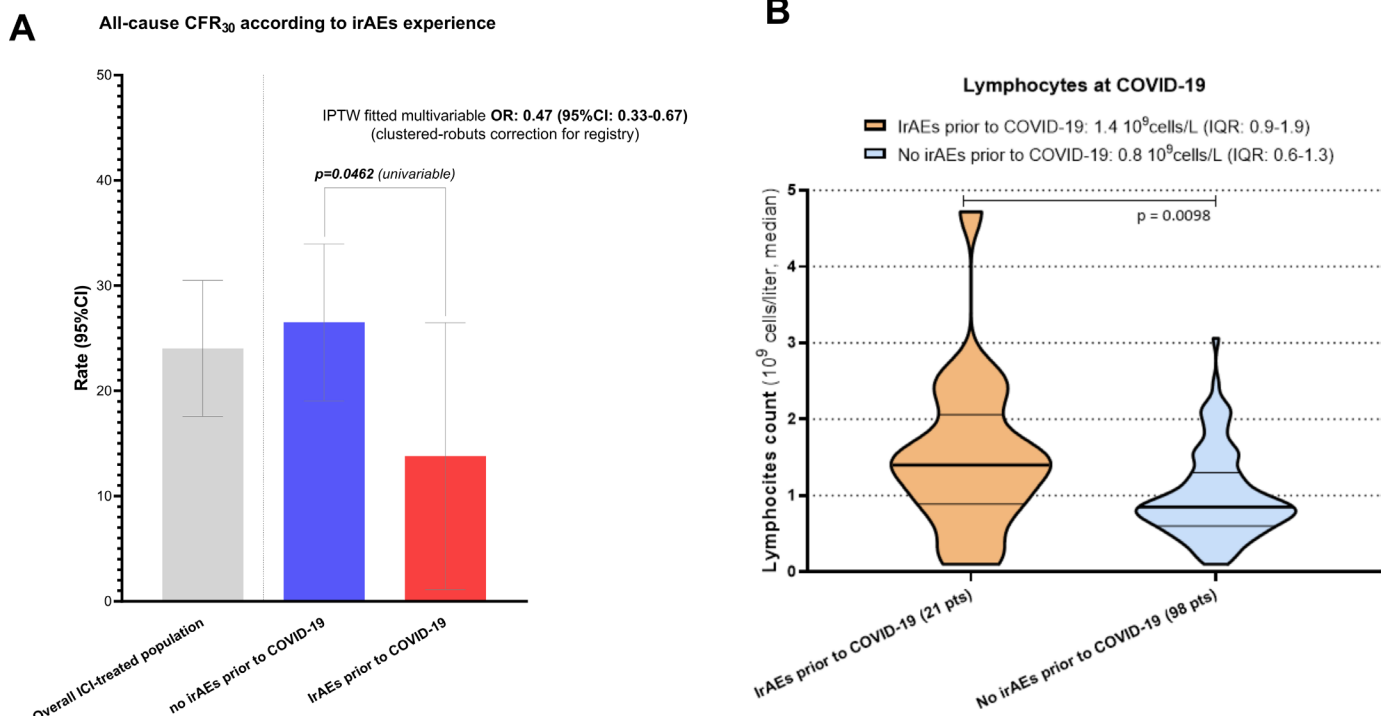 A
All-cause CFR30 according to irAEs experience
IPTW fitted multivariable OR: 0.47 (95%CI: 0.33-0.67)
(clustered-robuts correction for registry)
p=0.0462 (univariable)
Rate (95%CI)
50
40
30
20
10
0
Overall ICI-treated population
no irAEs prior to COVID-19
IrAEs prior to COVID-19
B
Lymphocytes at COVID-19
IrAEs prior to COVID-19: 1.4 10^9cells/L (IQR: 0.9-1.9)
No irAEs prior to COVID-19: 0.8 10^9cells/L (IQR: 0.6-1.3)
p = 0.0098
Lymphocites count (10^9 cells/liter, median)
5
4
3
2
1
0
IrAEs prior to COVID-19 (21 pts)
No irAEs prior to COVID-19 (98 pts)